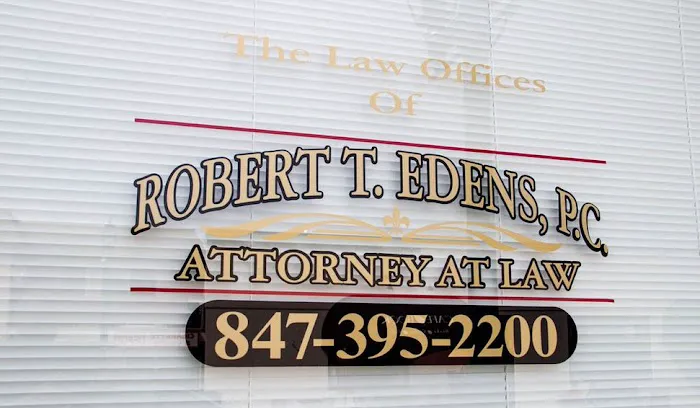 The Law Offices
Of
ROBERT T. EDENS, P.C.
ATTORNEY AT LAW
847-395-2200